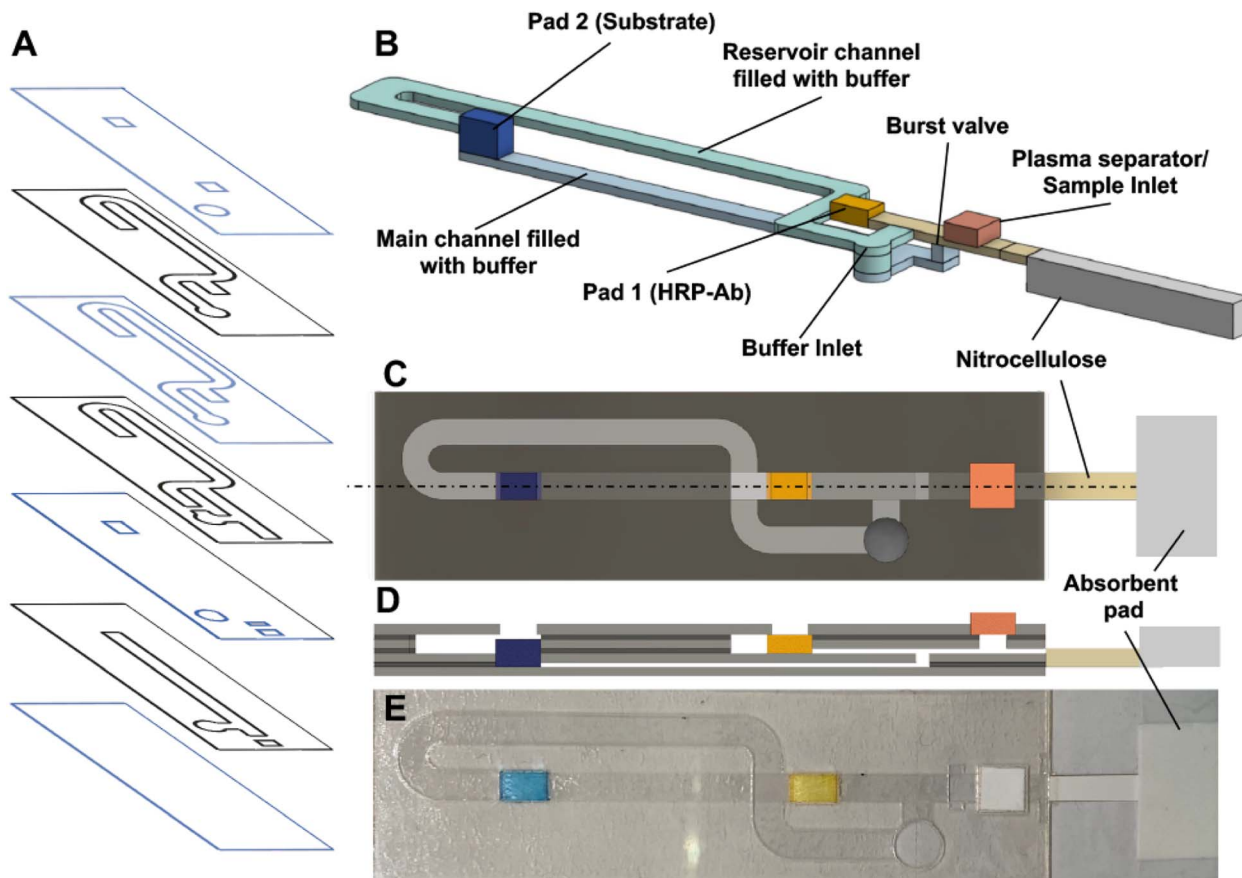 A
B
Pad 2 (Substrate)
Reservoir channel
filled with buffer
Burst valve
Plasma separator/
Sample Inlet
Main channel filled
with buffer
Pad 1 (HRP-Ab)
Buffer Inlet
Nitrocellulose
C
Absorbent
pad
D
E